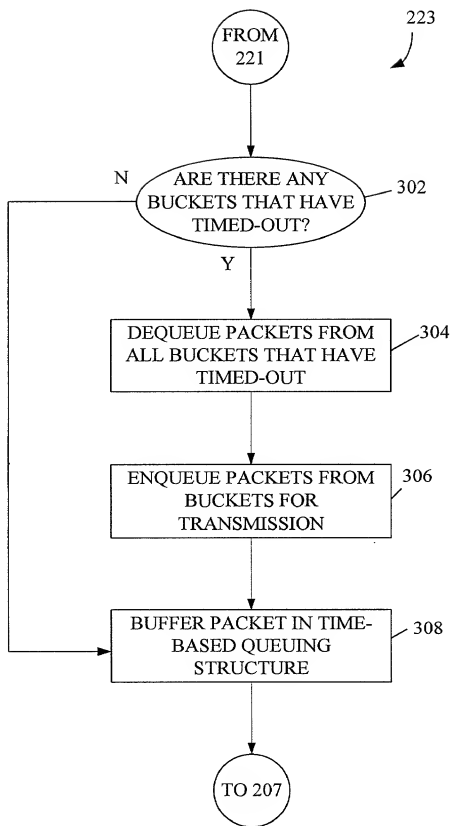 FROM
221
223
N
ARE THERE ANY
BUCKETS THAT HAVE
TIMED-OUT?
302
Y
DEQUEUE PACKETS FROM
ALL BUCKETS THAT HAVE
TIMED-OUT
304
ENQUEUE PACKETS FROM
BUCKETS FOR
TRANSMISSION
306
BUFFER PACKET IN TIME-
BASED QUEUING
STRUCTURE
308
TO 207